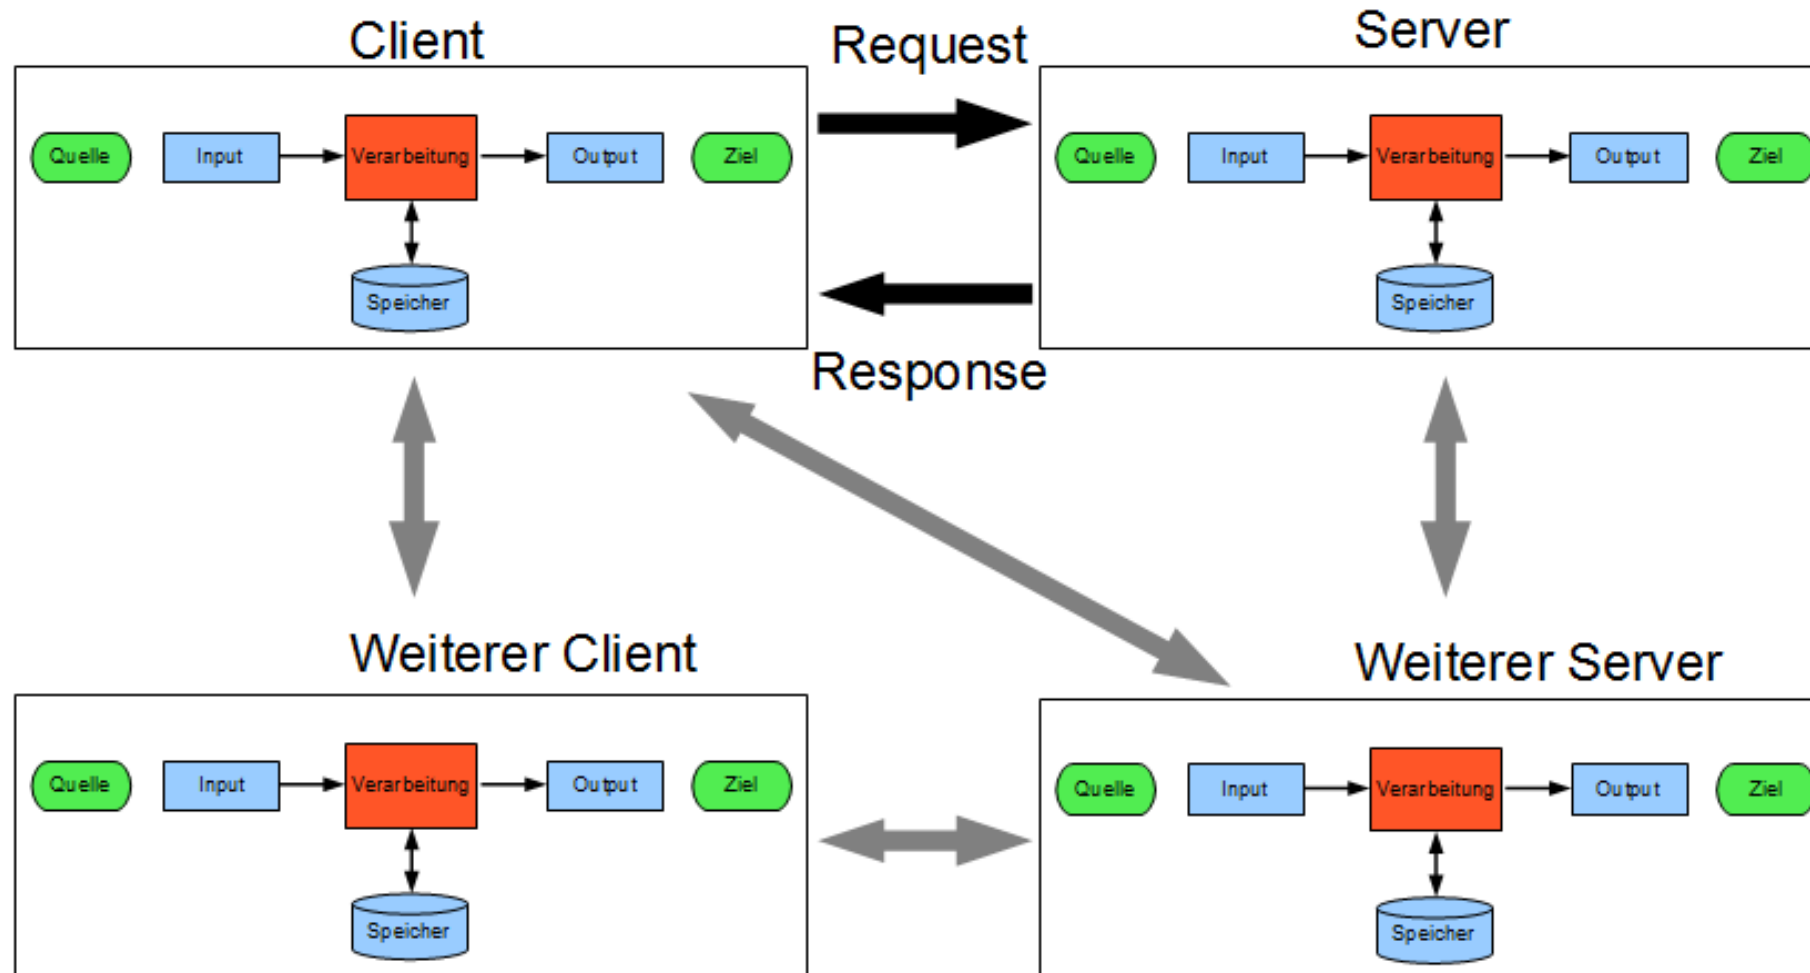 Client
Request
Server
Quelle
Input
Verarbeitung
Output
Ziel
Speicher
Quelle
Input
Verarbeitung
Output
Ziel
Speicher
Response
Weiterer Client
Weiterer Server
Quelle
Input
Verarbeitung
Output
Ziel
Speicher
Quelle
Input
Verarbeitung
Output
Ziel
Speicher